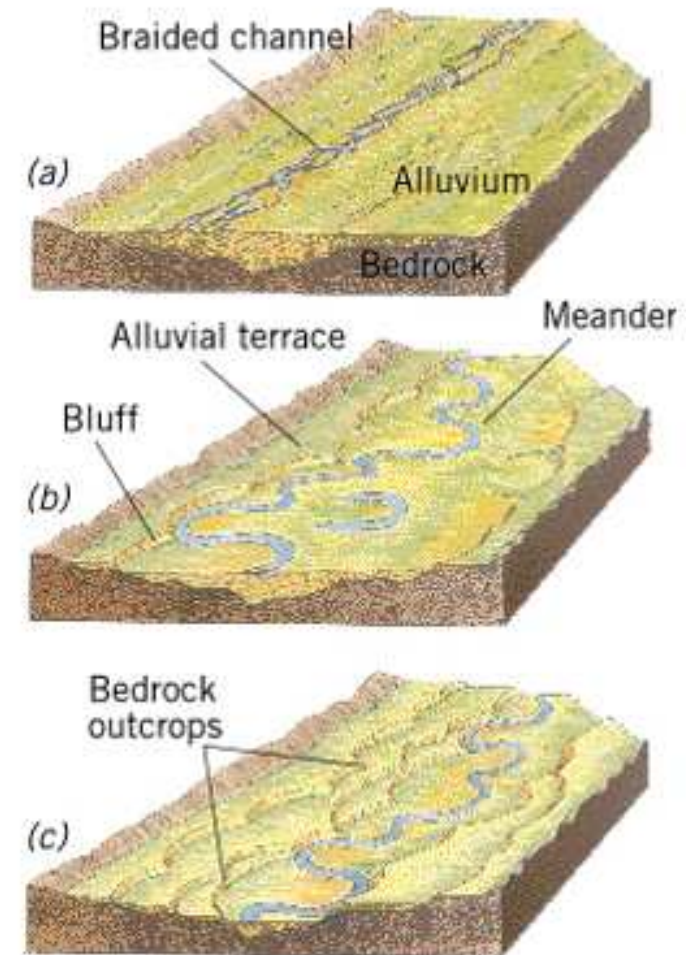 Braided channel
(a)
Alluvium
Bedrock
Alluvial terrace
Meander
Bluff
(b)
Bedrock
outcrops
(c)